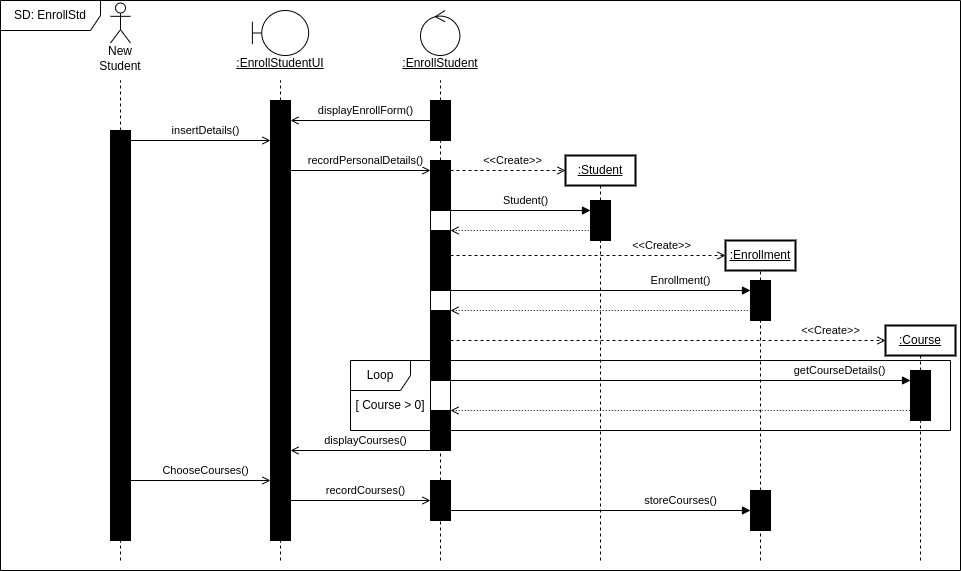 SD: EnrollStd
New
Student
:EnrollStudentUI
:EnrollStudent
displayEnrollForm()
insertDetails()
recordPersonalDetails()
<<Create>>
:Student
Student()
<<Create>>
:Enrollment
Enrollment()
<<Create>>
:Course
Loop
getCourseDetails()
[ Course > 0]
displayCourses()
ChooseCourses()
recordCourses()
storeCourses()